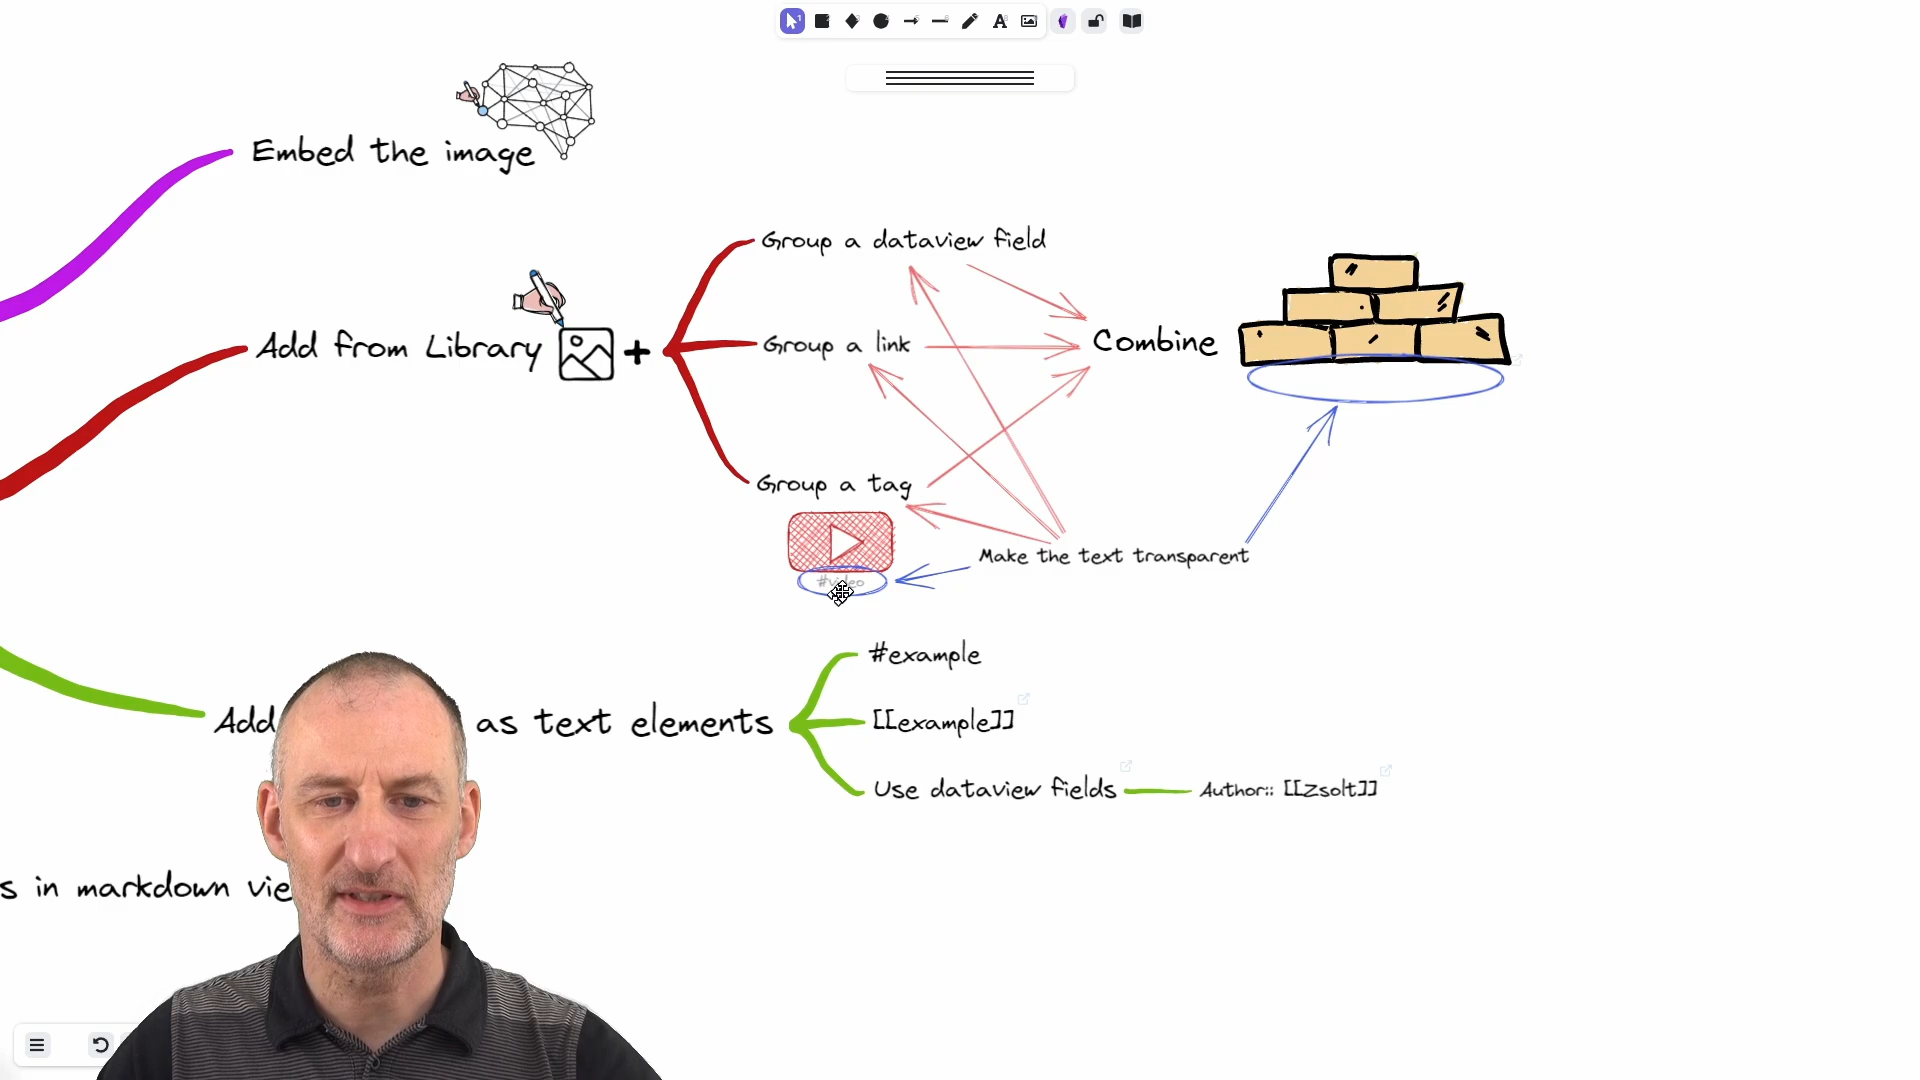 Embed the image
Group a dataview field
Add from Library +
Group a link
Combine
Group a tag
Make the text transparent
#video
#example
Add
as text elements
[[example]]
Use dataview fields
Author:: [[Zsolt]]
s in markdown vie